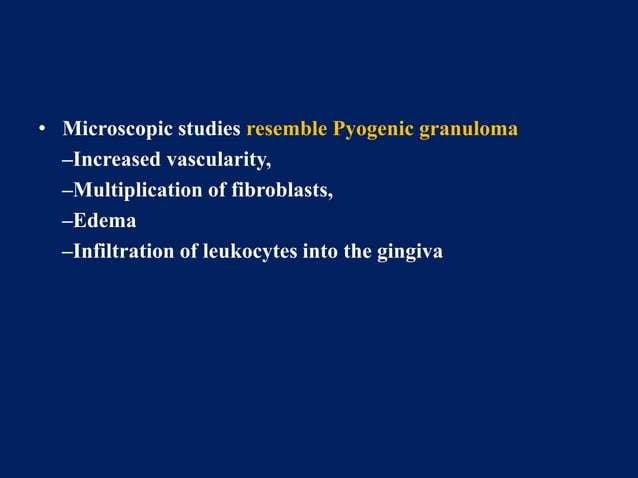 • Microscopic studies resemble Pyogenic granuloma
–Increased vascularity,
–Multiplication of fibroblasts,
–Edema
–Infiltration of leukocytes into the gingiva